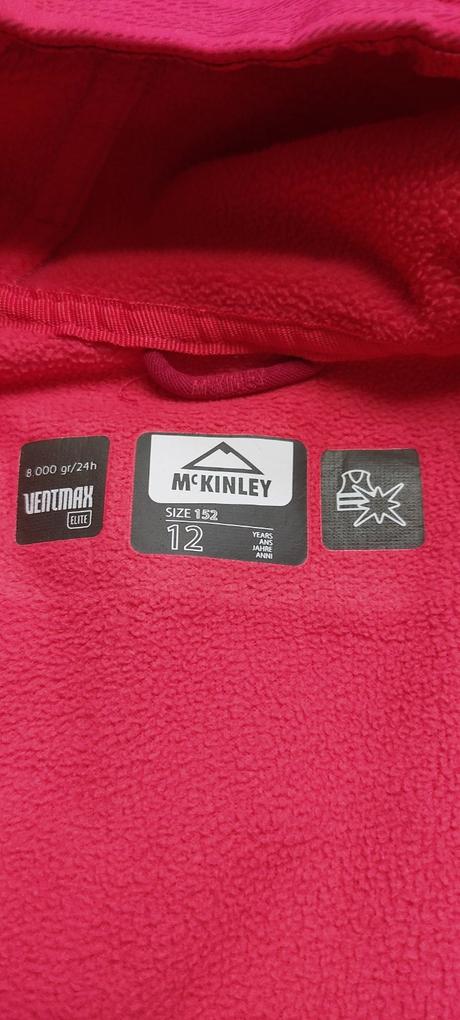 8.000 gr/24h
VENTMAX
ELITE
McKINLEY
SIZE 152
12
YEARS
ANS
JAHRE
ANNI